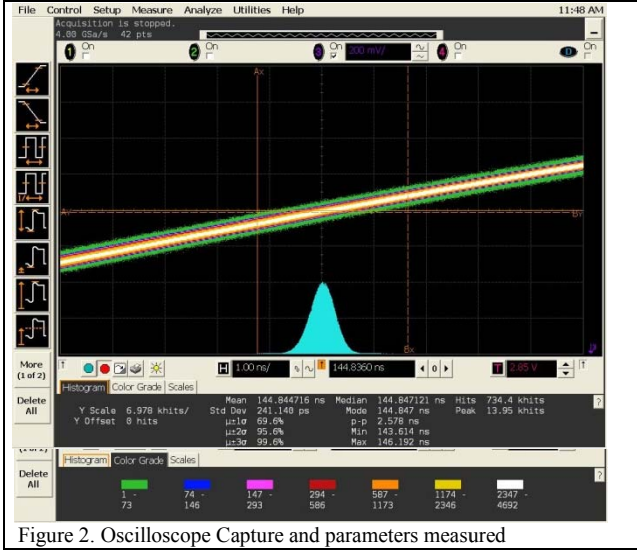 File Control Setup Measure Analyze Utilities Help 11:48 AM
Acquisition is stopped.
4.00 GSa/s 42 pts
1 On 2 On 3 On 200 mV/ 4 On D On
Ax
Ay By
Bx
More
(1 of 2)
H 1.00 ns/ 144.8360 ns 0 T 2.85 V
Histogram Color Grade Scales
Delete
All
Mean 144.844716 ns Median 144.847121 ns Hits 734.4 khits ?
Y Scale 6.978 khits/ Std Dev 241.140 ps Mode 144.847 ns Peak 13.95 khits
Y Offset 0 hits μ±1σ 69.6% p-p 2.578 ns
μ±2σ 95.6% Min 143.614 ns
μ±3σ 99.6% Max 146.192 ns
Histogram Color Grade Scales
Delete
All
?
1 - 74 - 147 - 294 - 587 - 1174 - 2347 -
73 146 293 586 1173 2346 4692
Figure 2. Oscilloscope Capture and parameters measured